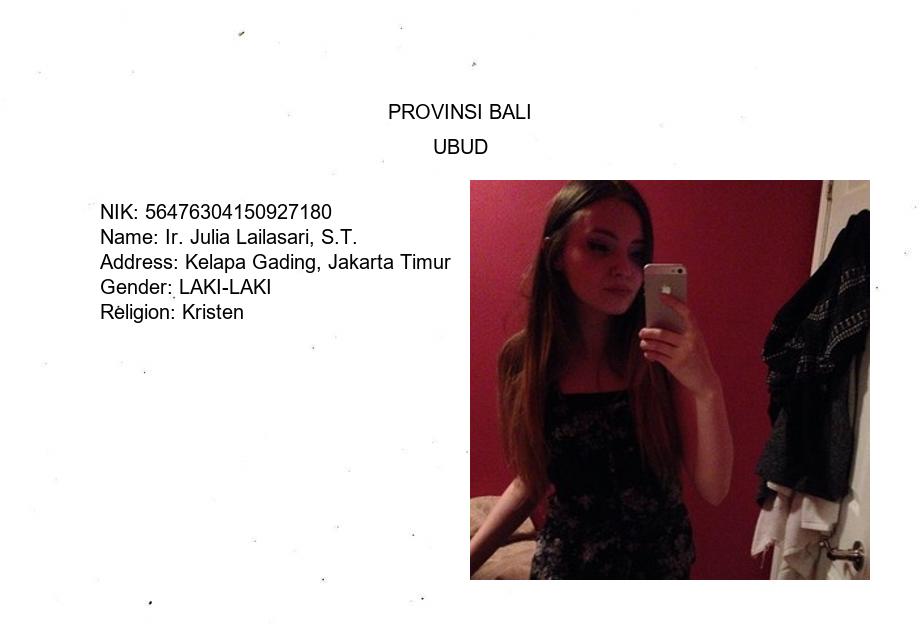 PROVINSI BALI
UBUD
NIK: 56476304150927180
Name: Ir. Julia Lailasari, S.T.
Address: Kelapa Gading, Jakarta Timur
Gender: LAKI-LAKI
Religion: Kristen